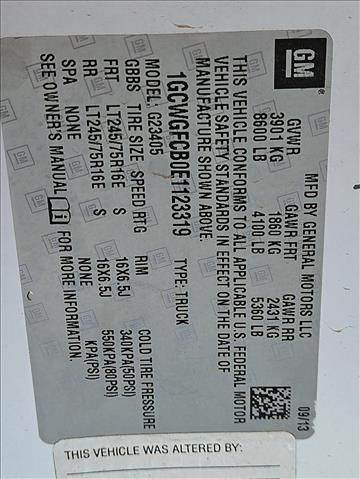 GM
MFD BY GENERAL MOTORS LLC 09/13
GVWR GAWR FRT GAWR RR
3901 KG 1860 KG 2431 KG
8600 LB 4100 LB 5360 LB
THIS VEHICLE CONFORMS TO ALL APPLICABLE U.S. FEDERAL MOTOR
VEHICLE SAFETY STANDARDS IN EFFECT ON THE DATE OF
MANUFACTURE SHOWN ABOVE.
1GCWGFCB0E1123319 TYPE: TRUCK
MODEL: G23405
GBBS TIRE SIZE SPEED RTG RIM COLD TIRE PRESSURE
FRT LT245/75R16E S 16X6.5J 340KPA(50PSI)
RR LT245/75R16E S 16X6.5J 550KPA(80PSI)
SPA NONE NONE KPA(PSI)
SEE OWNER'S MANUAL FOR MORE INFORMATION.
THIS VEHICLE WAS ALTERED BY: